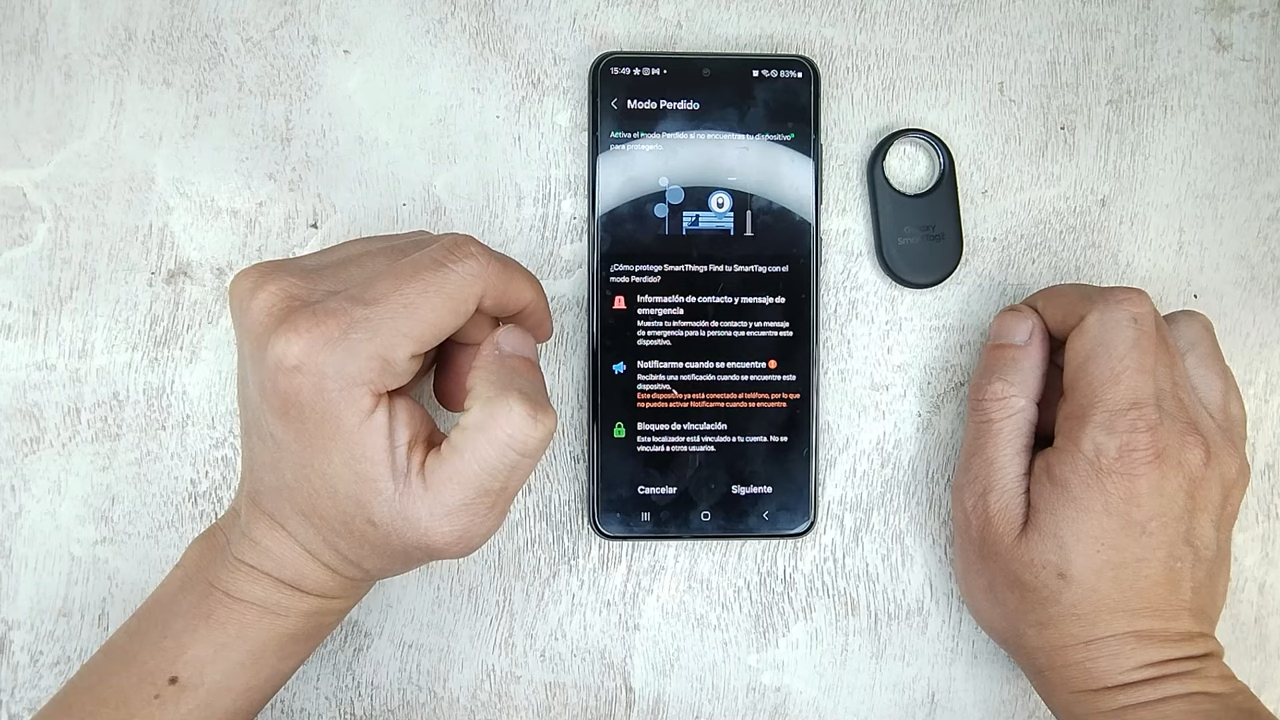 15:49
83%
Modo Perdido
Activa el modo Perdido si no encuentras tu dispositivo
para protegerlo.
¿Cómo protege SmartThings Find tu SmartTag con el
modo Perdido?
Información de contacto y mensaje de
emergencia
Muestra tu información de contacto y un mensaje
de emergencia para la persona que encuentre este
dispositivo.
Notificarme cuando se encuentre
Recibirás una notificación cuando se encuentre este
dispositivo.
Este dispositivo ya está conectado al teléfono, por lo que
no puedes activar Notificarme cuando se encuentre.
Bloqueo de vinculación
Este localizador está vinculado a tu cuenta. No se
vinculará a otros usuarios.
Cancelar
Siguiente
Galaxy
SmartTag2